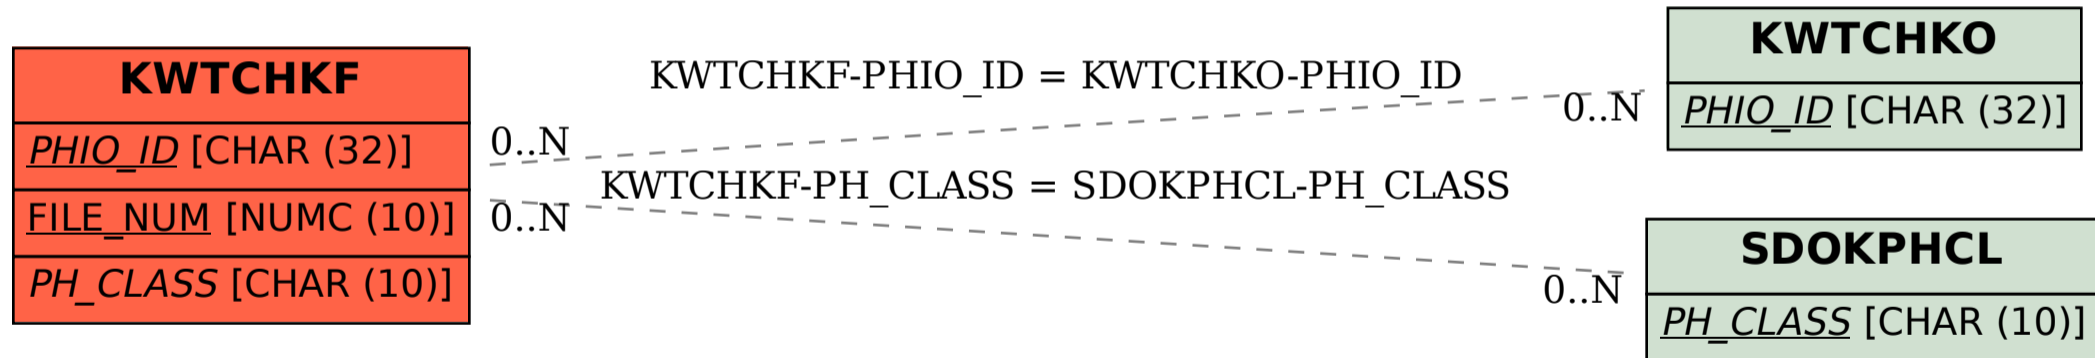 KWTCHKF
PHIO_ID [CHAR (32)]
FILE_NUM [NUMC (10)]
PH_CLASS [CHAR (10)]
KWTCHKF-PHIO_ID = KWTCHKO-PHIO_ID
0..N
0..N
KWTCHKF-PH_CLASS = SDOKPHCL-PH_CLASS
0..N
0..N
KWTCHKO
PHIO_ID [CHAR (32)]
SDOKPHCL
PH_CLASS [CHAR (10)]